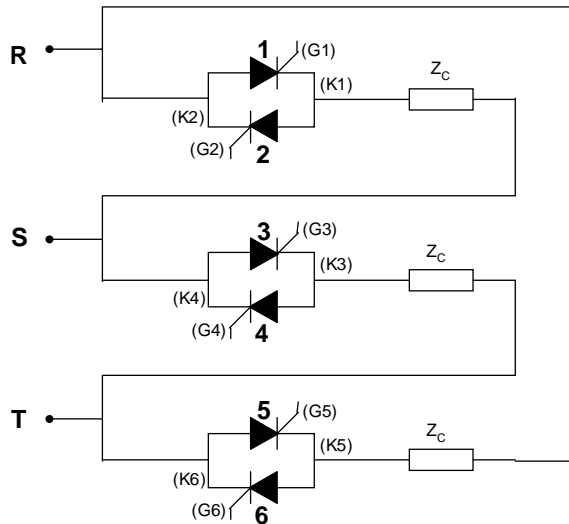 R
1
(G1)
(K1)
Z_C
(K2)
(G2)
2
S
3
(G3)
(K3)
Z_C
(K4)
(G4)
4
T
5
(G5)
(K5)
Z_C
(K6)
(G6)
6